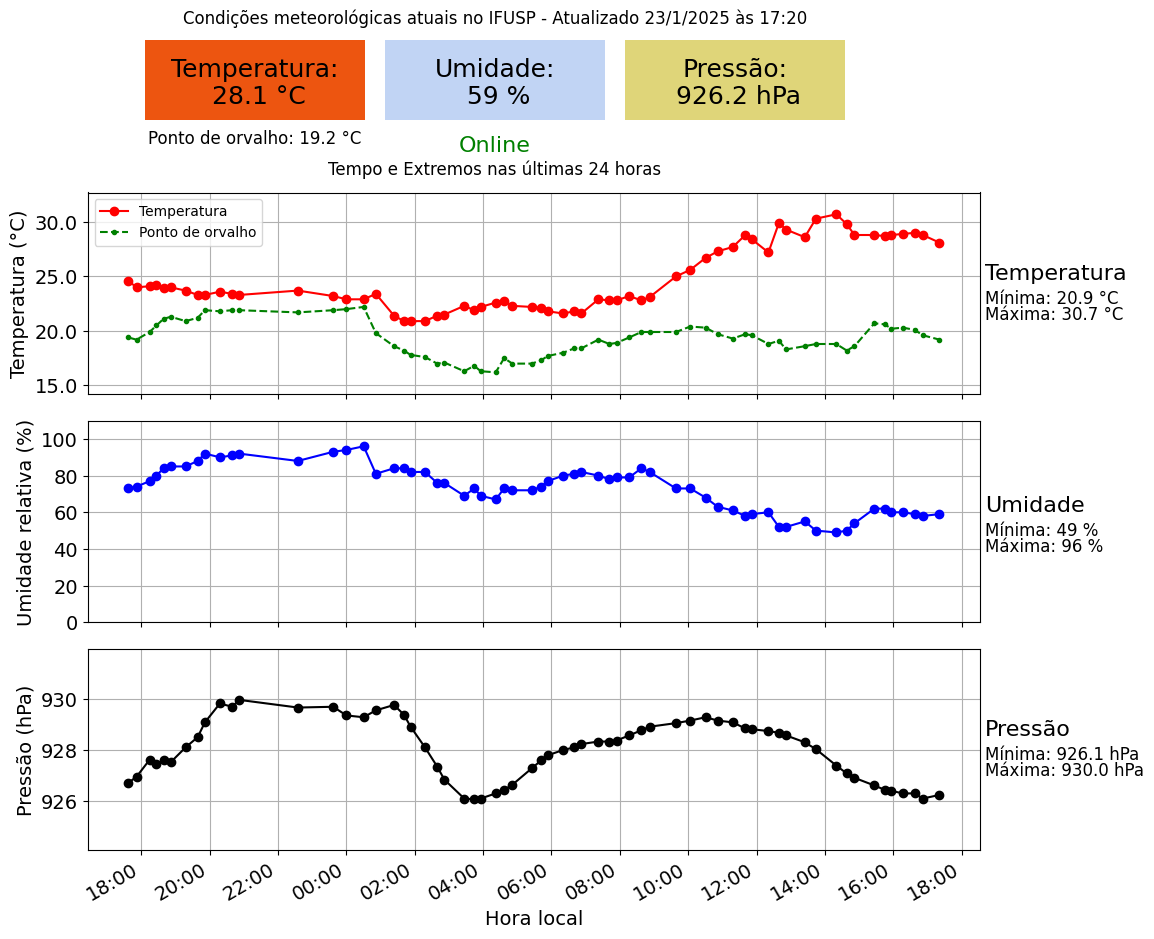 Condições meteorológicas atuais no IFUSP - Atualizado 23/1/2025 às 17:20
Temperatura:
28.1 °C
Umidade:
59 %
Pressão:
926.2 hPa
Ponto de orvalho: 19.2 °C
Online
Tempo e Extremos nas últimas 24 horas
Temperatura
Ponto de orvalho
Temperatura (°C)
30.0
25.0
20.0
15.0
Temperatura
Mínima: 20.9 °C
Máxima: 30.7 °C
Umidade relativa (%)
100
80
60
40
20
0
Umidade
Mínima: 49 %
Máxima: 96 %
Pressão (hPa)
930
928
926
Pressão
Mínima: 926.1 hPa
Máxima: 930.0 hPa
18:00
20:00
22:00
00:00
02:00
04:00
06:00
08:00
10:00
12:00
14:00
16:00
18:00
Hora local